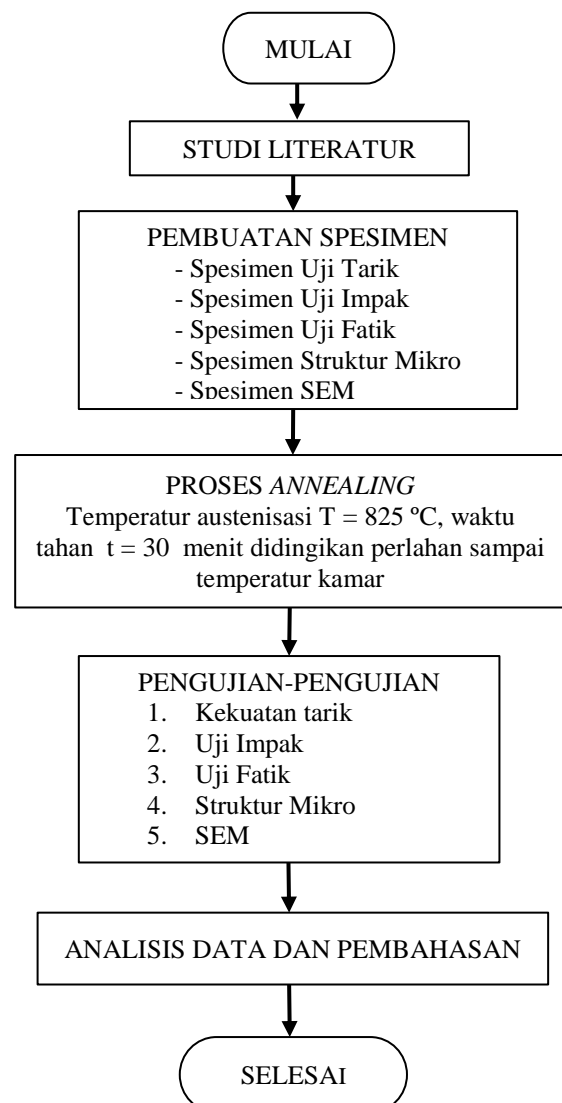 MULAI
STUDI LITERATUR
PEMBUATAN SPESIMEN
- Spesimen Uji Tarik
- Spesimen Uji Impak
- Spesimen Uji Fatik
- Spesimen Struktur Mikro
- Spesimen SEM
PROSES ANNEALING
Temperatur austenisasi T = 825 ºC, waktu
tahan t = 30 menit didingikan perlahan sampai
temperatur kamar
PENGUJIAN-PENGUJIAN
1. Kekuatan tarik
2. Uji Impak
3. Uji Fatik
4. Struktur Mikro
5. SEM
ANALISIS DATA DAN PEMBAHASAN
SELESAI